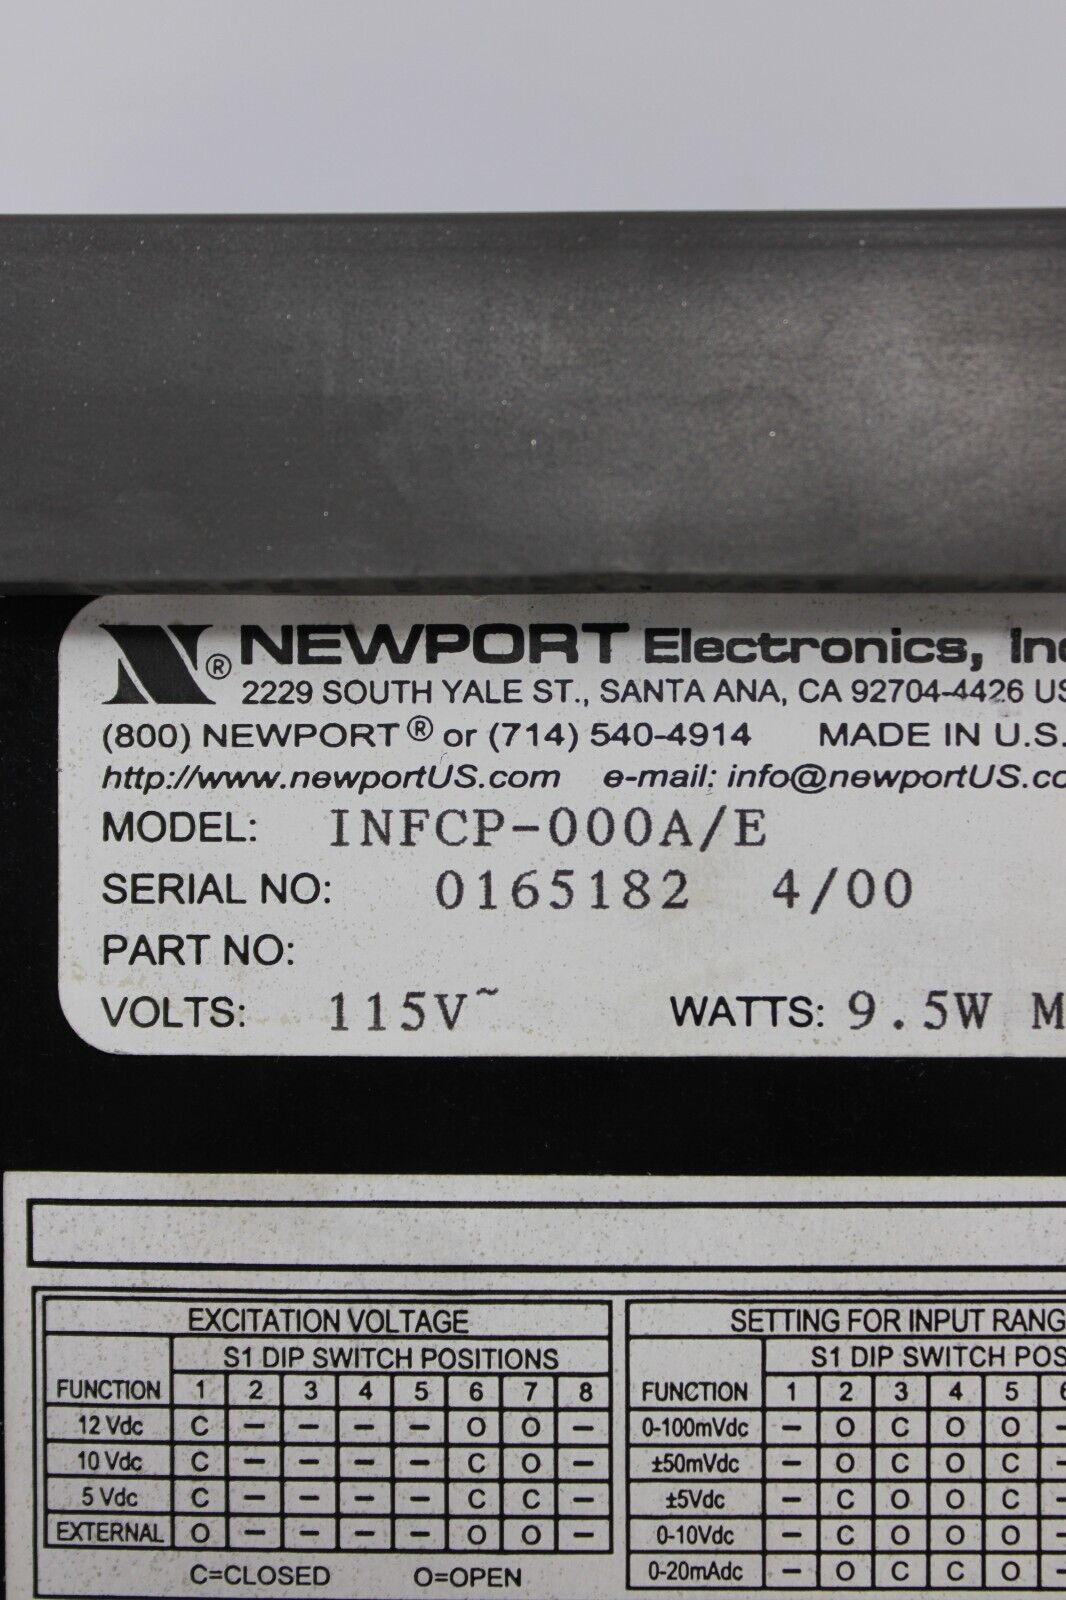 N® NEWPORT Electronics, Inc
2229 SOUTH YALE ST., SANTA ANA, CA 92704-4426 US
(800) NEWPORT® or (714) 540-4914 MADE IN U.S.
http://www.newportUS.com e-mail: info@newportUS.co
MODEL: INFCP-000A/E
SERIAL NO: 0165182 4/00
PART NO:
VOLTS: 115V~ WATTS: 9.5W M
EXCITATION VOLTAGE
S1 DIP SWITCH POSITIONS
FUNCTION 1 2 3 4 5 6 7 8
12 Vdc C – – – – O O –
10 Vdc C – – – – C O –
5 Vdc C – – – – C C –
EXTERNAL O – – – – O O –
C=CLOSED O=OPEN
SETTING FOR INPUT RANG
S1 DIP SWITCH POS
FUNCTION 1 2 3 4 5 6
0-100mVdc – O C O O –
±50mVdc – O C O C –
±5Vdc – C O O C –
0-10Vdc – C O O O –
0-20mAdc – O C C O –